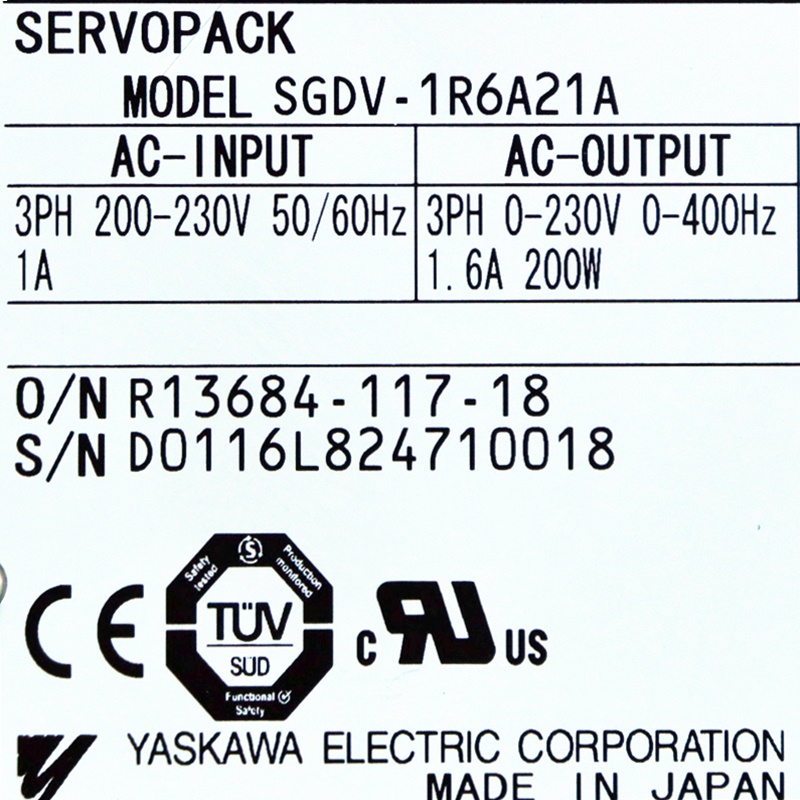 SERVOPACK
MODEL SGDV-1R6A21A
AC-INPUT AC-OUTPUT
3PH 200-230V 50/60Hz 3PH 0-230V 0-400Hz
1A 1.6A 200W
O/N R13684-117-18
S/N D0116L824710018
Safety tested
S
Production monitored
CE
TÜV
SÜD
Functional Safety
c RU US
YASKAWA ELECTRIC CORPORATION
MADE IN JAPAN